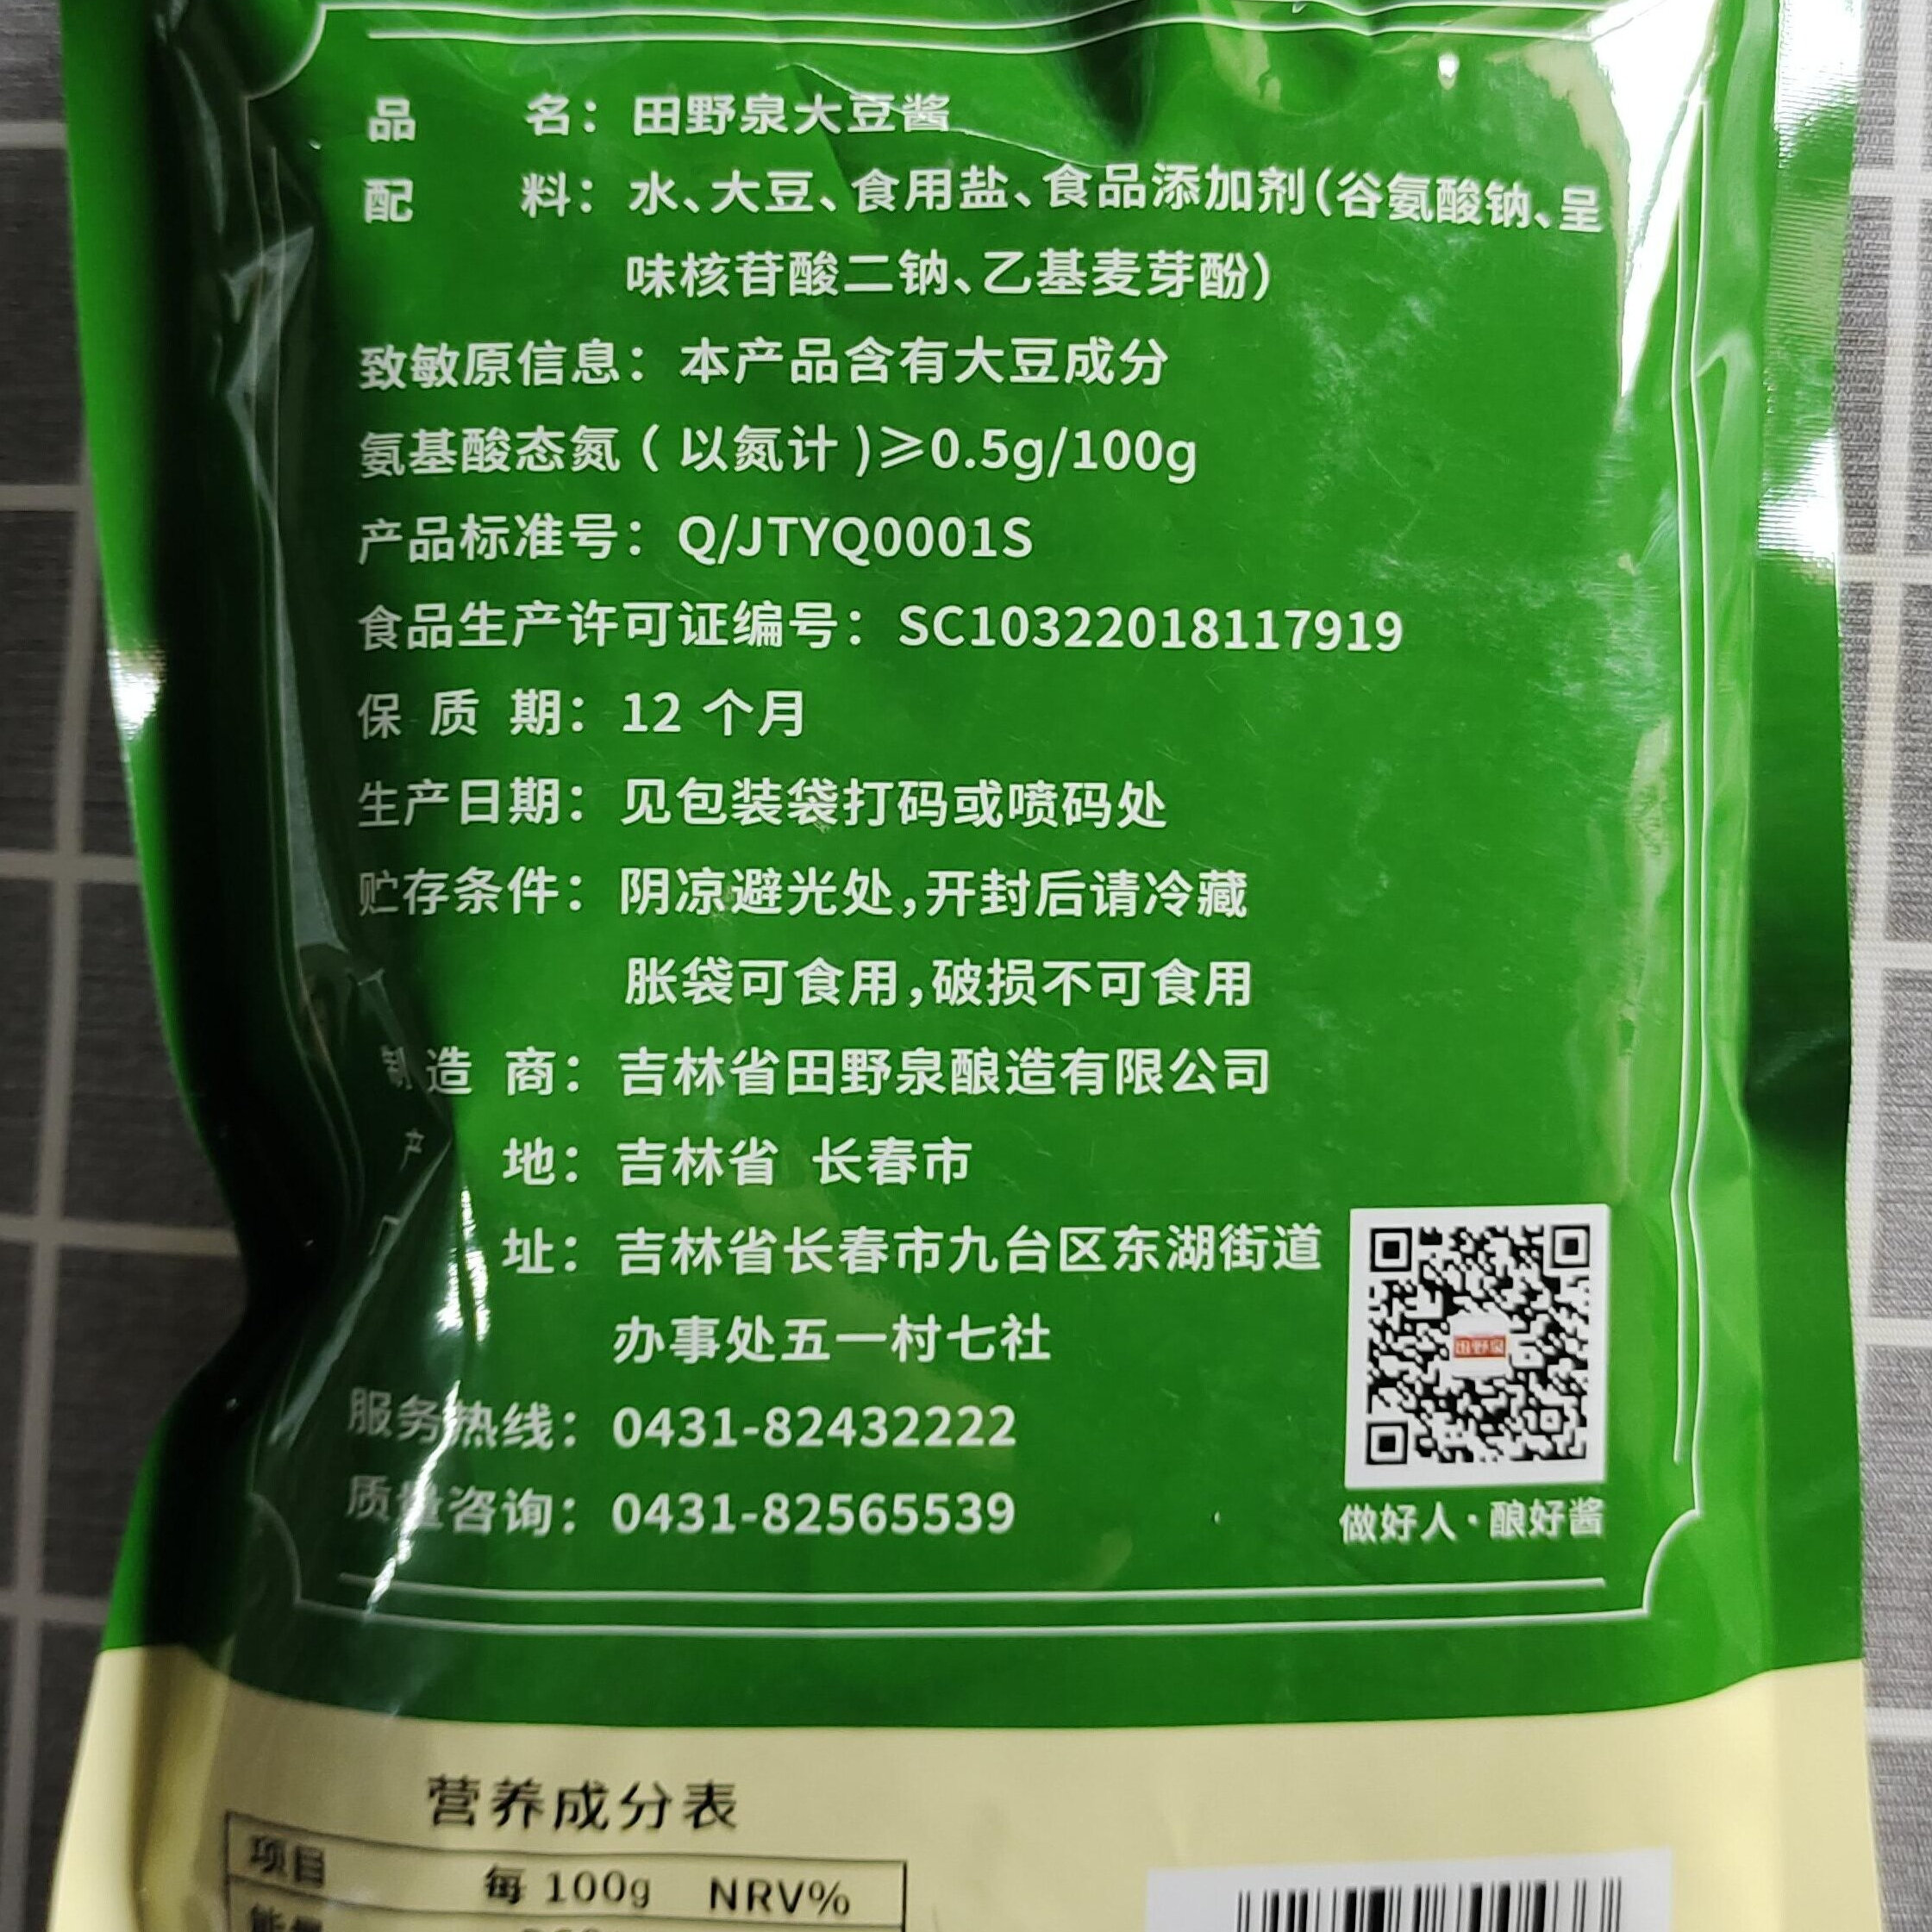 品 名：田野泉大豆酱
配 料：水、大豆、食用盐、食品添加剂（谷氨酸钠、呈
味核苷酸二钠、乙基麦芽酚）
致敏原信息：本产品含有大豆成分
氨基酸态氮（以氮计）≥0.5g/100g
产品标准号：Q/JTYQ0001S
食品生产许可证编号：SC10322018117919
保 质 期：12 个月
生产日期：见包装袋打码或喷码处
贮存条件：阴凉避光处，开封后请冷藏
胀袋可食用，破损不可食用
制 造 商：吉林省田野泉酿造有限公司
产 地：吉林省 长春市
址：吉林省长春市九台区东湖街道
办事处五一村七社
服务热线：0431-82432222
质量咨询：0431-82565539
田野泉
做好人·酿好酱
营养成分表
项目 每 100g NRV%